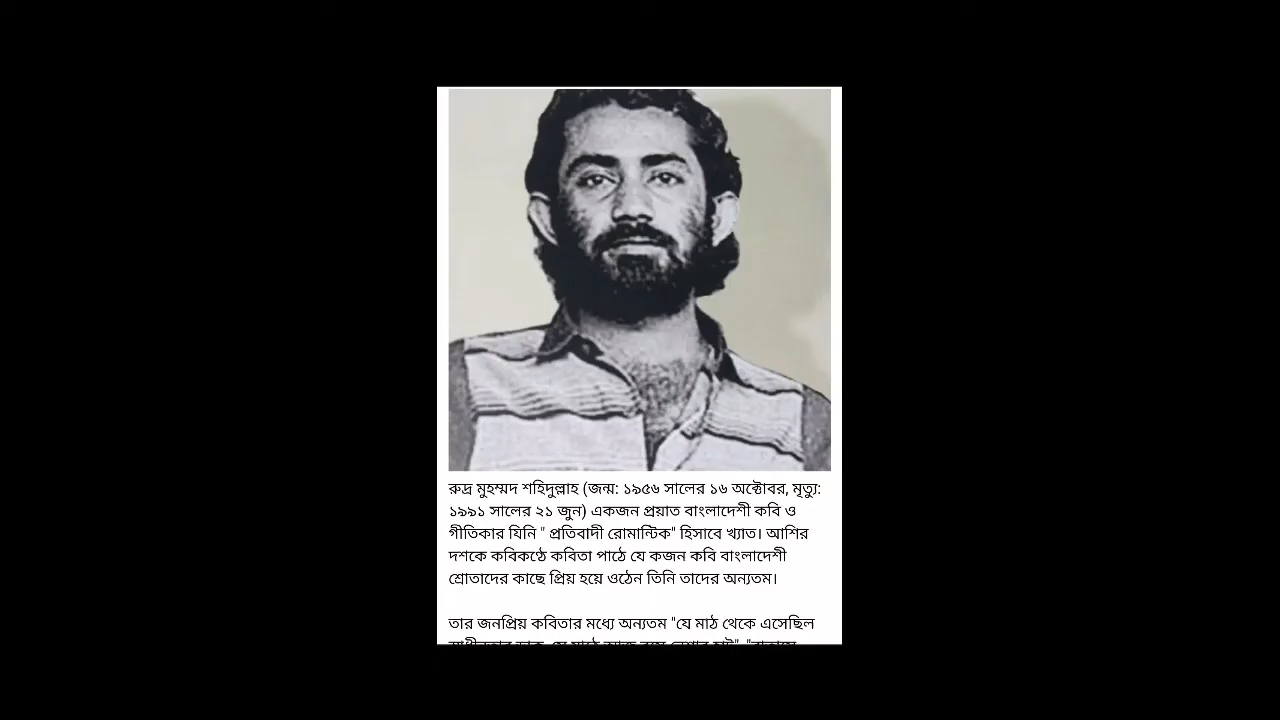 রুদ্র মুহম্মদ শহিদুল্লাহ (জন্ম: ১৯৫৬ সালের ১৬ অক্টোবর, মৃত্যু:
১৯৯১ সালের ২১ জুন) একজন প্রয়াত বাংলাদেশী কবি ও
গীতিকার যিনি " প্রতিবাদী রোমান্টিক" হিসাবে খ্যাত। আশির
দশকে কবিকণ্ঠে কবিতা পাঠে যে কজন কবি বাংলাদেশী
শ্রোতাদের কাছে প্রিয় হয়ে ওঠেন তিনি তাদের অন্যতম।
তার জনপ্রিয় কবিতার মধ্যে অন্যতম "যে মাঠ থেকে এসেছিল